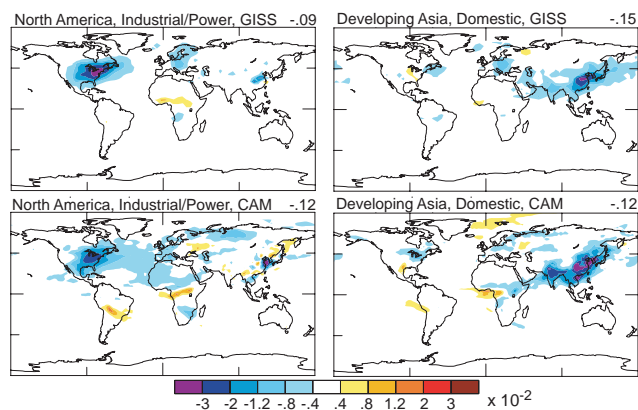 North America, Industrial/Power, GISS -.09
Developing Asia, Domestic, GISS -.15
North America, Industrial/Power, CAM -.12
Developing Asia, Domestic, CAM -.12
-3 -2 -1.2 -.8 -.4 .4 .8 1.2 2 3 x 10-2